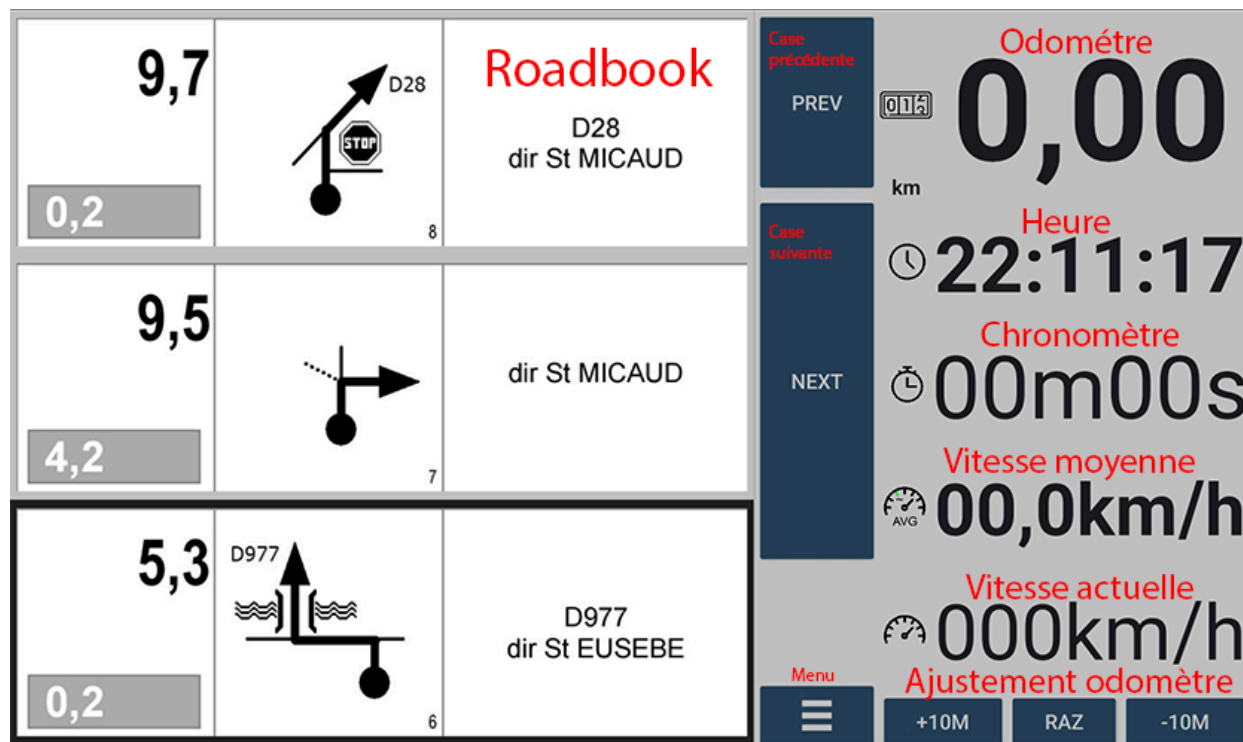 9,7
D28
STOP
0,2
8
Roadbook
D28
dir St MICAUD
9,5
4,2
7
dir St MICAUD
5,3
D977
0,2
6
D977
dir St EUSEBE
Case
précédente
PREV
Case
suivante
NEXT
Menu
Odométre
0,00
km
Heure
22:11:17
Chronomètre
00m00s
Vitesse moyenne
AVG
00,0km/h
Vitesse actuelle
000km/h
Ajustement odomètre
+10M
RAZ
-10M